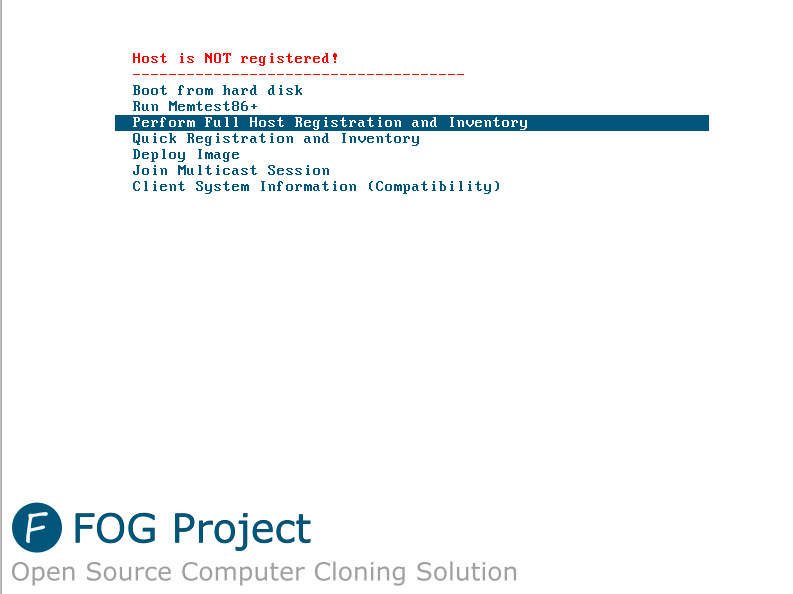 Host is NOT registered!
-------------------------------------
Boot from hard disk
Run Memtest86+
Perform Full Host Registration and Inventory
Quick Registration and Inventory
Deploy Image
Join Multicast Session
Client System Information (Compatibility)
F FOG Project
Open Source Computer Cloning Solution